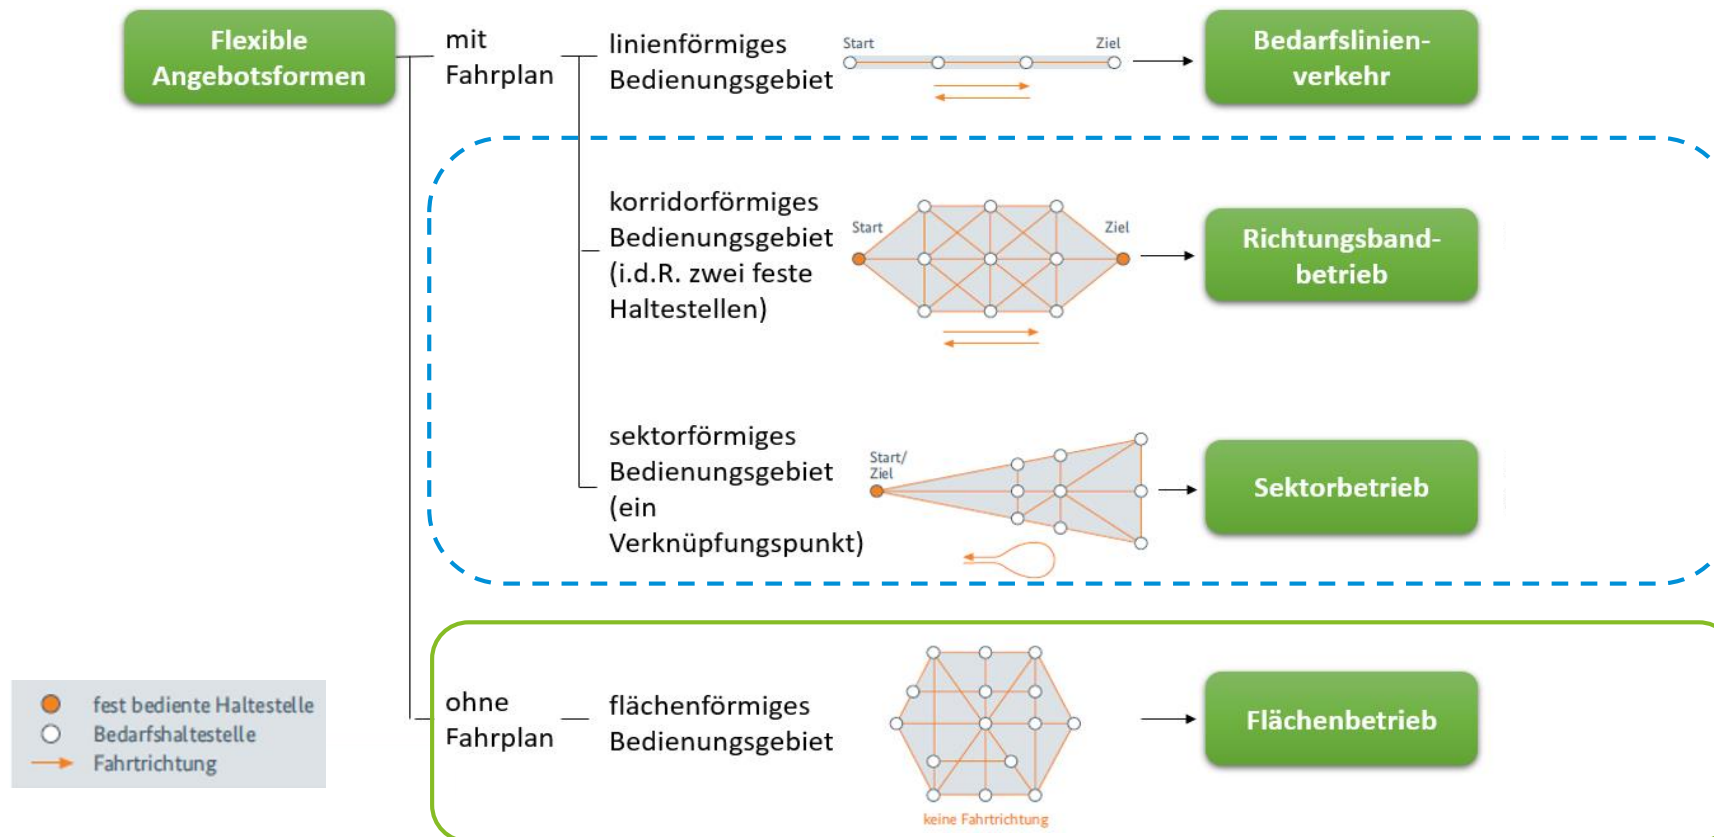 Flexible
Angebotsformen
mit
Fahrplan
linienförmiges
Bedienungsgebiet
Start
Ziel
Bedarfslinien-
verkehr
korridorförmiges
Bedienungsgebiet
(i.d.R. zwei feste
Haltestellen)
Start
Ziel
Richtungsband-
betrieb
sektorförmiges
Bedienungsgebiet
(ein
Verknüpfungspunkt)
Start/
Ziel
Sektorbetrieb
ohne
Fahrplan
flächenförmiges
Bedienungsgebiet
keine Fahrtrichtung
Flächenbetrieb
fest bediente Haltestelle
Bedarfshaltestelle
Fahrtrichtung